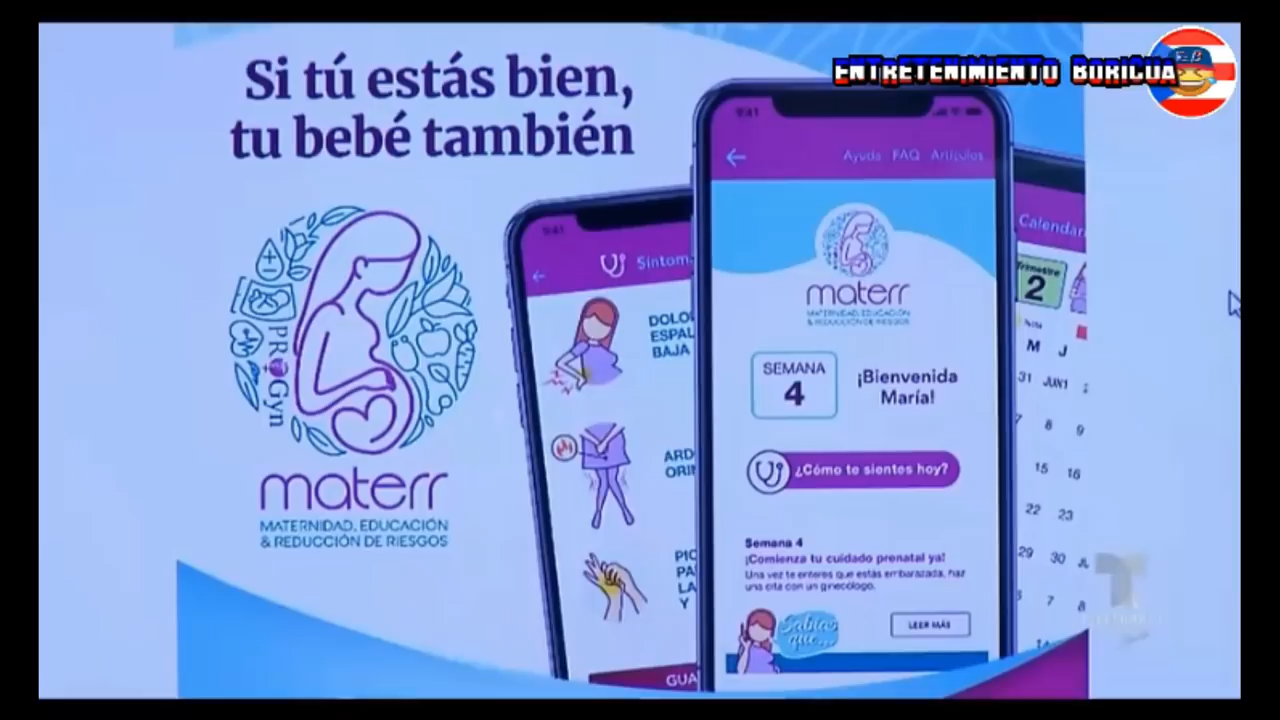 Si tú estás bien,
tu bebé también
ENTRETENIMIENTO BORICUA
PROGyn
materr
MATERNIDAD, EDUCACIÓN
& REDUCCIÓN DE RIESGOS
9:41
Síntom
DOLO
ESPAL
BAJA
ARD
ORI
PIC
PA
LA
Y
GUA
9:41
Ayuda FAQ Artículos
materr
MATERNIDAD, EDUCACIÓN
& REDUCCIÓN DE RIESGOS
SEMANA
4
¡Bienvenida
María!
¿Cómo te sientes hoy?
Semana 4
¡Comienza tu cuidado prenatal ya!
Una vez te enteres que estás embarazada, haz
una cita con un ginecólogo.
Sabías
que...
LEER MÁS
Calendar
Trimestre
2
M J
31 JUN1
8 9
15 16
22 23
29 30
7 8
T